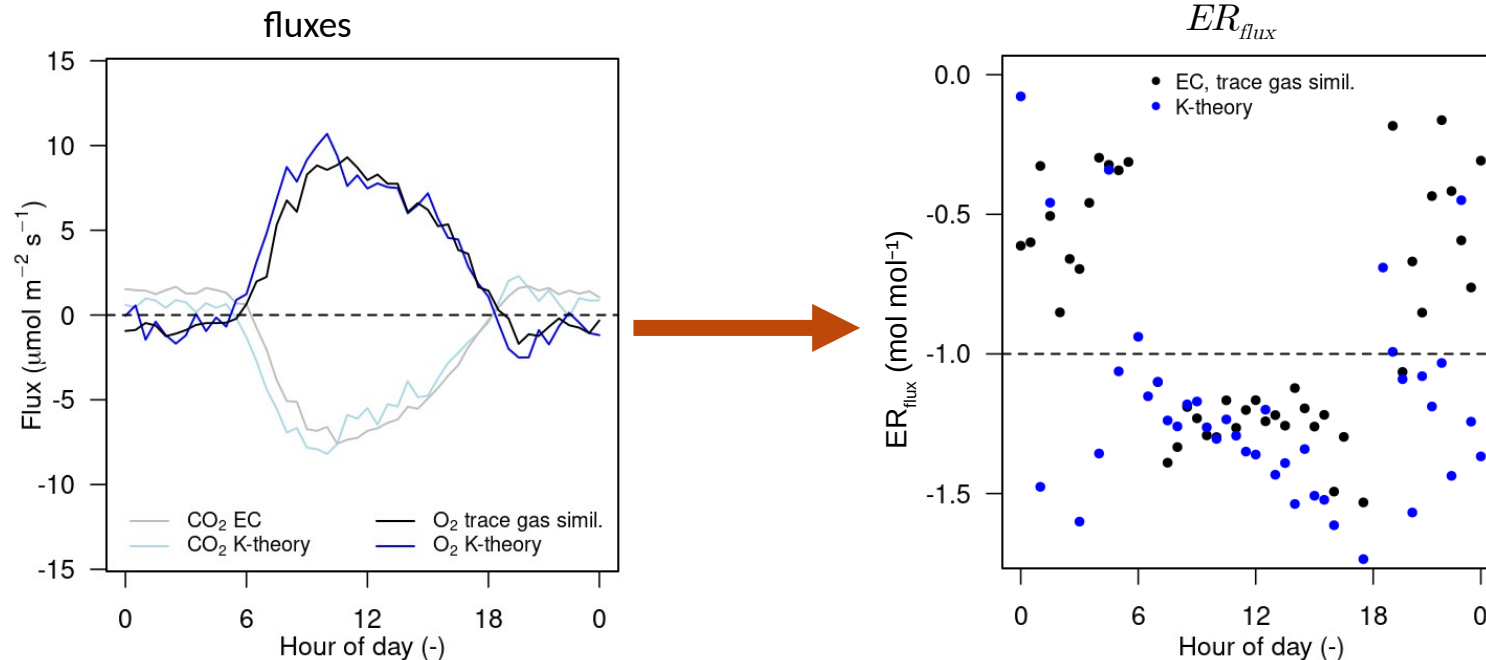 fluxes
15
10
5
0
-5
-10
-15
Flux (μmol m⁻² s⁻¹)
CO₂ EC
CO₂ K-theory
O₂ trace gas simil.
O₂ K-theory
0 6 12 18 0
Hour of day (-)
ER_flux
0.0
-0.5
-1.0
-1.5
ER_flux (mol mol⁻¹)
EC, trace gas simil.
K-theory
0 6 12 18 0
Hour of day (-)